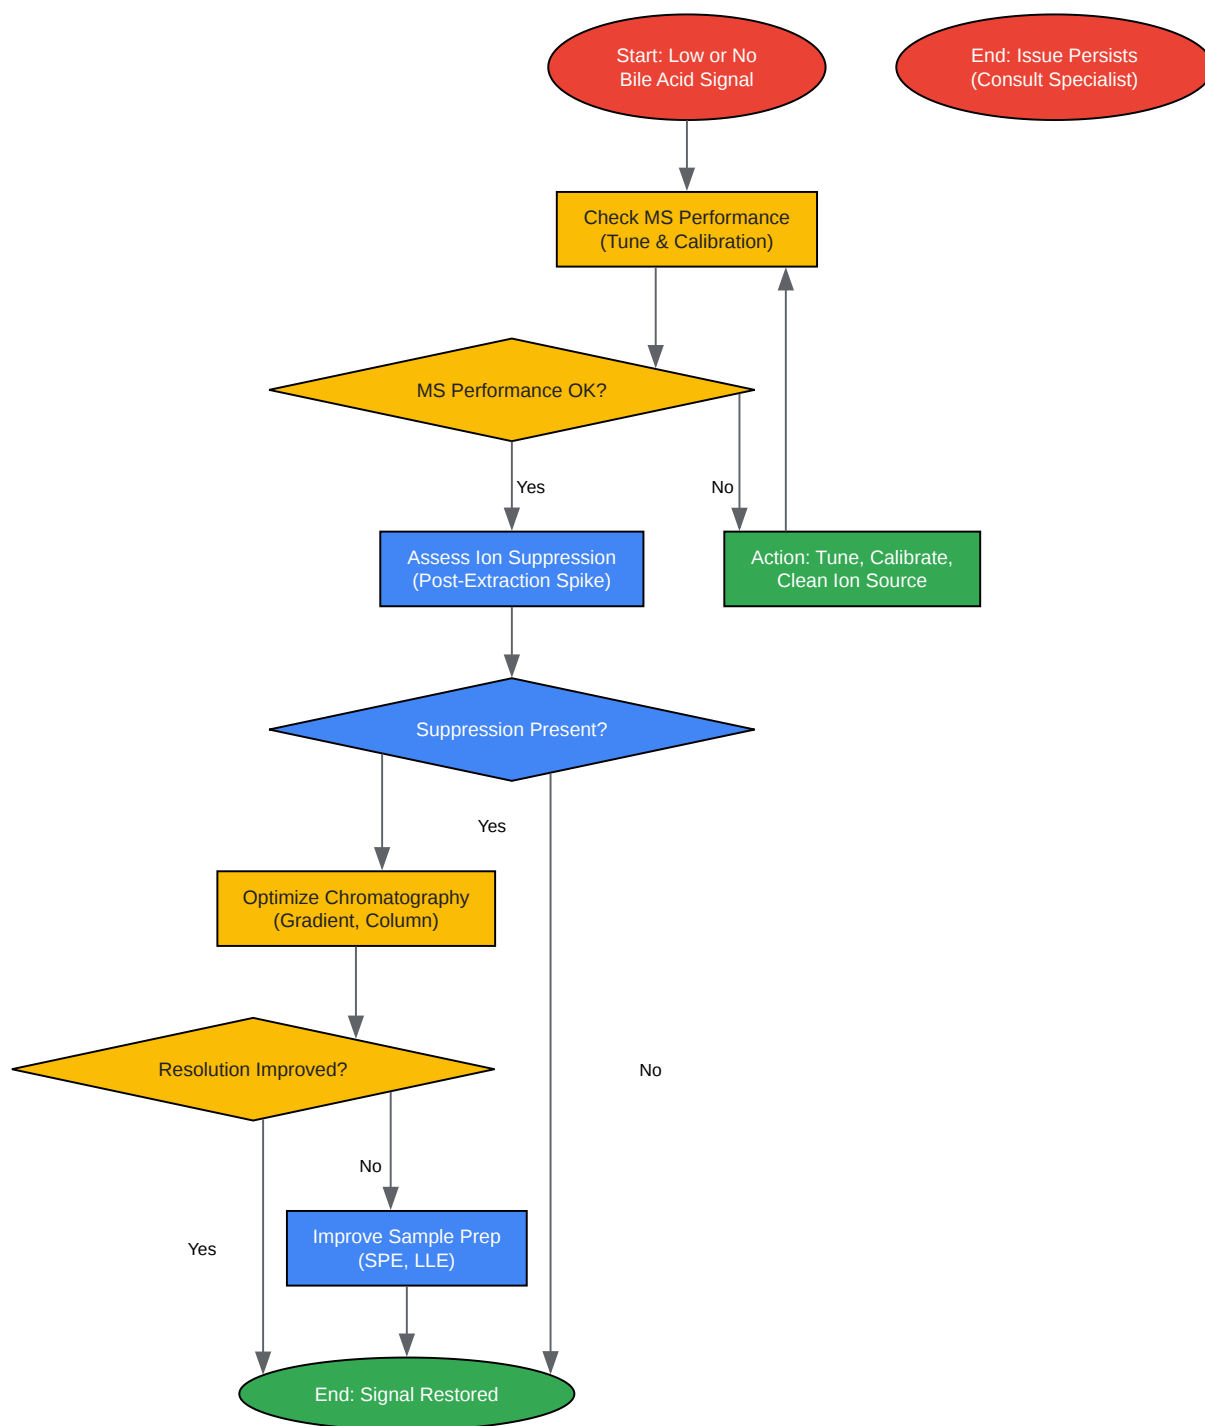 Start: Low or No
Bile Acid Signal
End: Issue Persists
(Consult Specialist)
Check MS Performance
(Tune & Calibration)
MS Performance OK?
Yes
No
Assess Ion Suppression
(Post-Extraction Spike)
Action: Tune, Calibrate,
Clean Ion Source
Suppression Present?
Yes
Optimize Chromatography
(Gradient, Column)
Resolution Improved?
No
No
Improve Sample Prep
(SPE, LLE)
Yes
End: Signal Restored